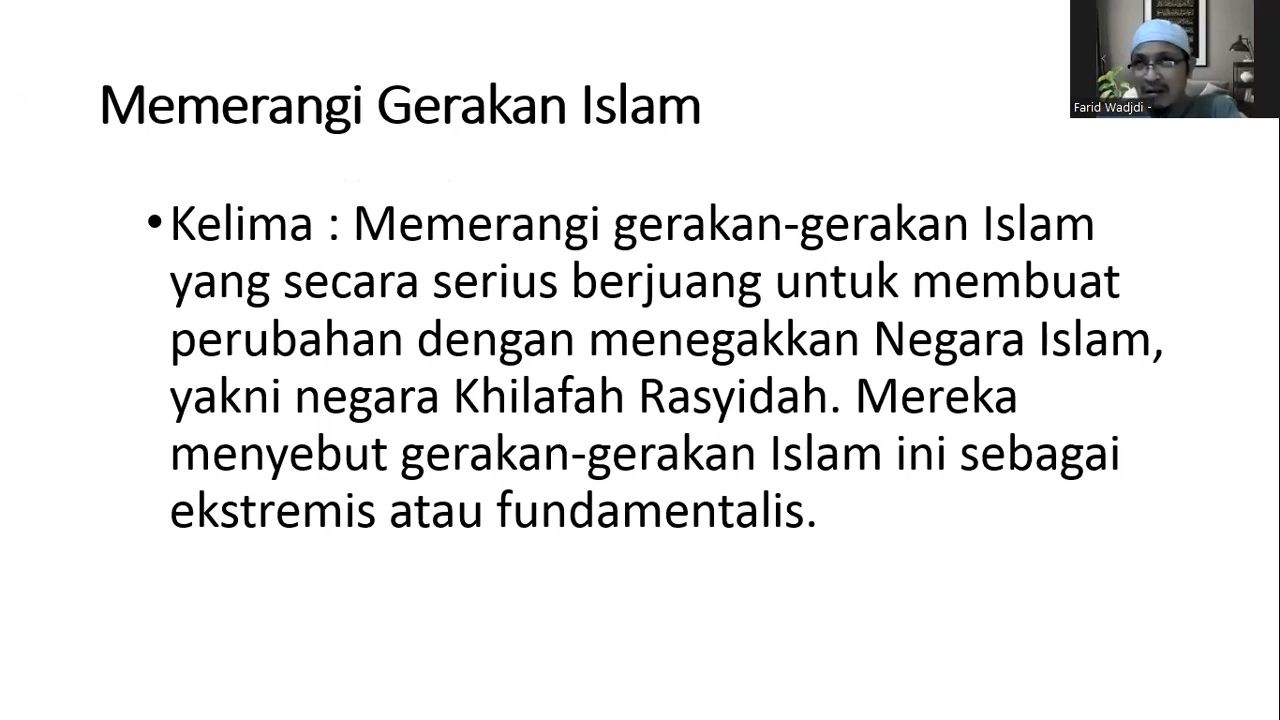 Memerangi Gerakan Islam
Farid Wadjdi -
•Kelima : Memerangi gerakan-gerakan Islam
yang secara serius berjuang untuk membuat
perubahan dengan menegakkan Negara Islam,
yakni negara Khilafah Rasyidah. Mereka
menyebut gerakan-gerakan Islam ini sebagai
ekstremis atau fundamentalis.